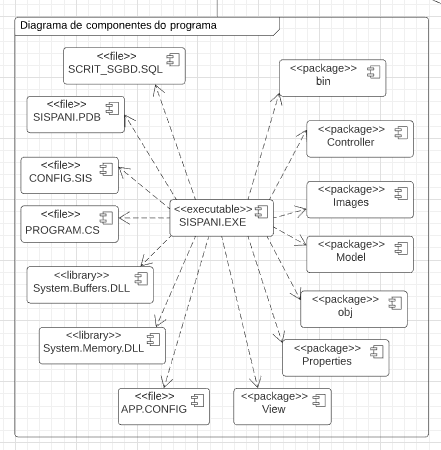 Diagrama de componentes do programa
<<file>>
SCRIT_SGBD.SQL
<<package>>
bin
<<file>>
SISPANI.PDB
<<package>>
Controller
<<file>>
CONFIG.SIS
<<package>>
Images
<<file>>
PROGRAM.CS
<<executable>>
SISPANI.EXE
<<package>>
Model
<<library>>
System.Buffers.DLL
<<package>>
obj
<<library>>
System.Memory.DLL
<<package>>
Properties
<<file>>
APP.CONFIG
<<package>>
View